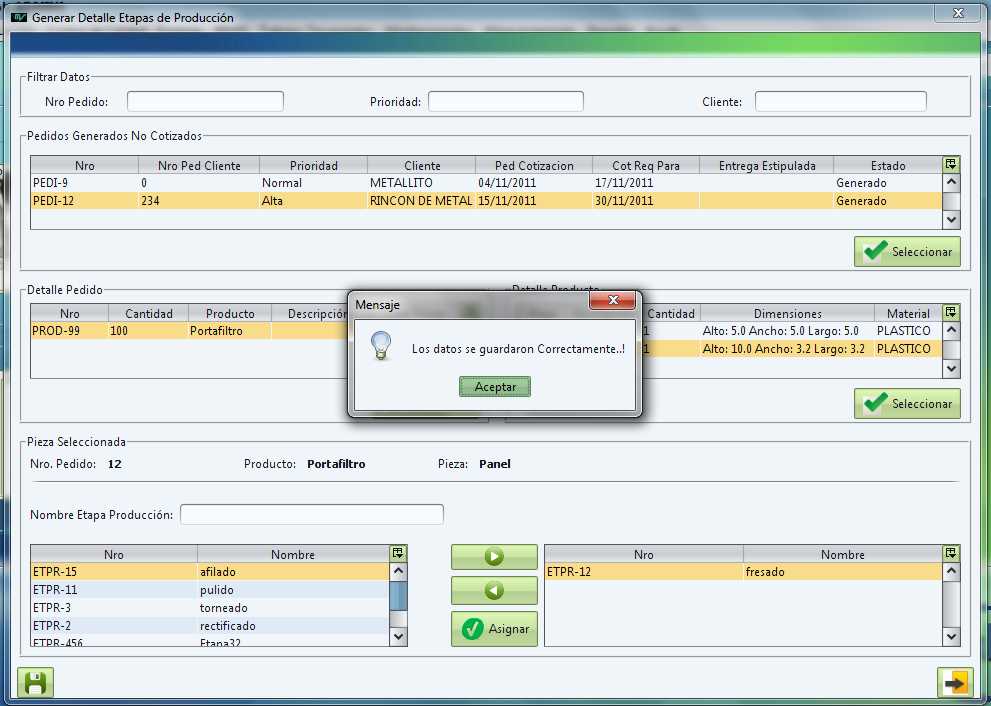 Generar Detalle Etapas de Producción
Filtrar Datos
Nro Pedido: Prioridad: Cliente:
Pedidos Generados No Cotizados
Nro Nro Ped Cliente Prioridad Cliente Ped Cotizacion Cot Req Para Entrega Estipulada Estado
PEDI-9 0 Normal METALLITO 04/11/2011 17/11/2011 Generado
PEDI-12 234 Alta RINCON DE METAL 15/11/2011 30/11/2011 Generado
Seleccionar
Detalle Pedido Detalle Producto
Nro Cantidad Producto Descripción Cantidad Dimensiones Material
PROD-99 100 Portafiltro 1 Alto: 5.0 Ancho: 5.0 Largo: 5.0 PLASTICO
1 Alto: 10.0 Ancho: 3.2 Largo: 3.2 PLASTICO
Mensaje
Los datos se guardaron Correctamente..!
Aceptar
Seleccionar
Pieza Seleccionada
Nro. Pedido: 12 Producto: Portafiltro Pieza: Panel
Nombre Etapa Producción:
Nro Nombre Nro Nombre
ETPR-15 afilado ETPR-12 fresado
ETPR-11 pulido
ETPR-3 torneado
ETPR-2 rectificado
ETPR-456 Etapa32
Asignar